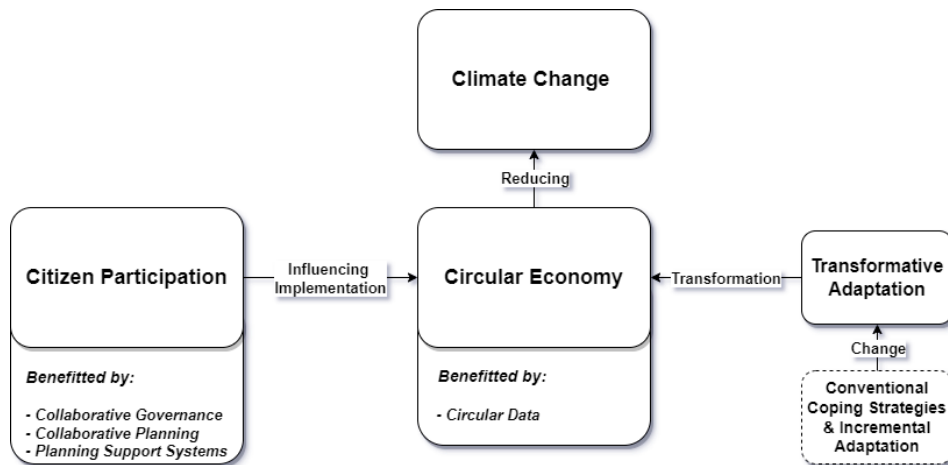 Climate Change
Reducing
Citizen Participation
Influencing
Implementation
Circular Economy
Transformation
Transformative
Adaptation
Change
Benefitted by:
- Collaborative Governance
- Collaborative Planning
- Planning Support Systems
Benefitted by:
- Circular Data
Conventional
Coping Strategies
& Incremental
Adaptation